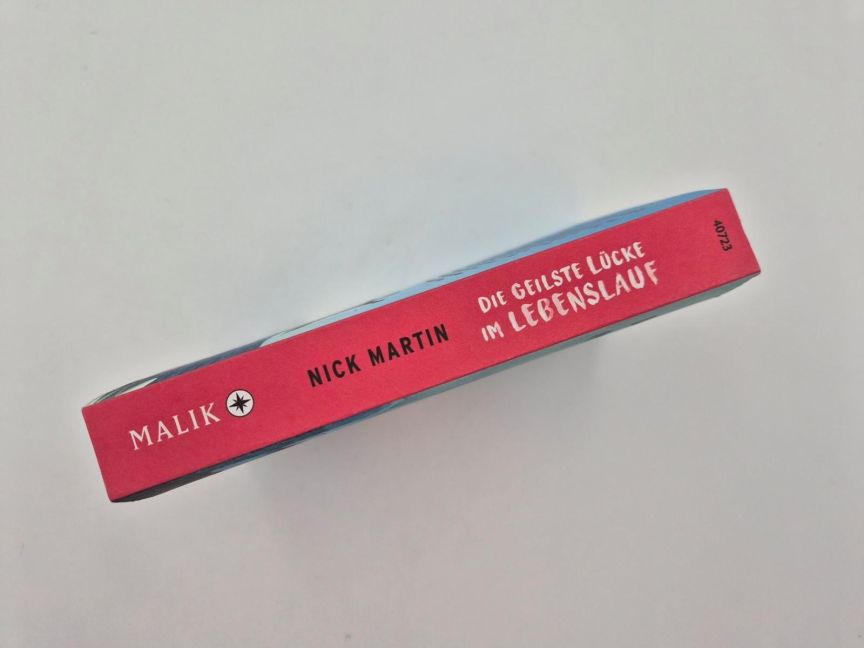 MALIK
NICK MARTIN
DIE GEILSTE LÜCKE
IM LEBENSLAUF
40723